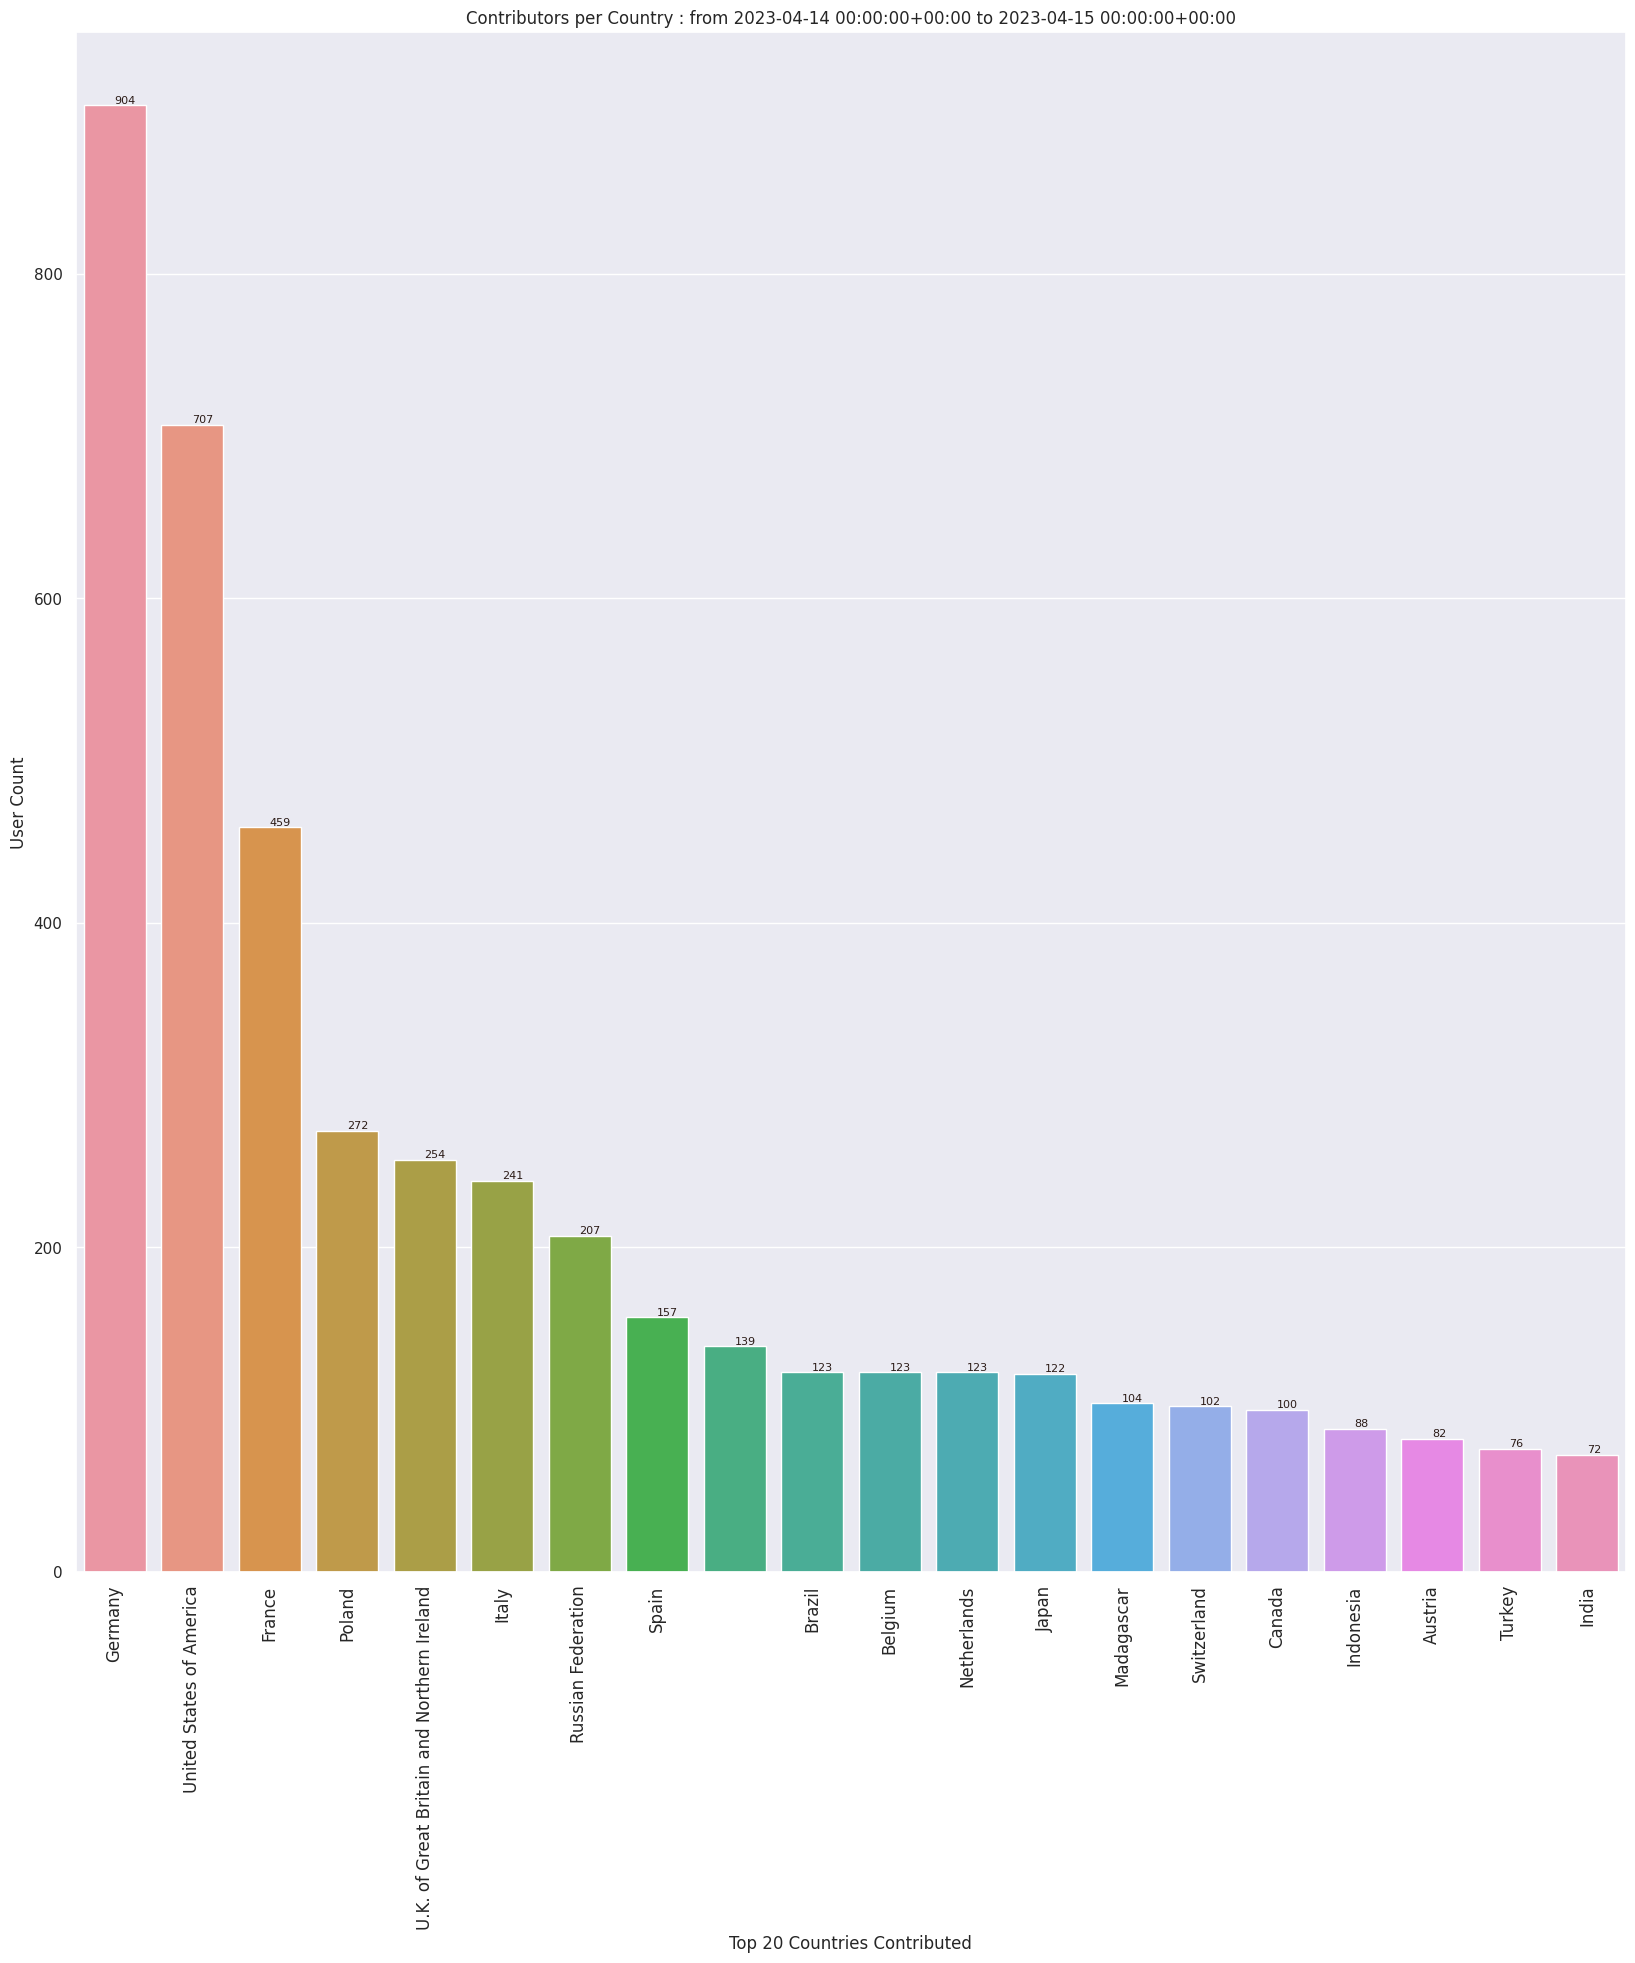 Contributors per Country : from 2023-04-14 00:00:00+00:00 to 2023-04-15 00:00:00+00:00
User Count
800
600
400
200
0
904
707
459
272
254
241
207
157
139
123
123
123
122
104
102
100
88
82
76
72
Germany
United States of America
France
Poland
U.K. of Great Britain and Northern Ireland
Italy
Russian Federation
Spain
Brazil
Belgium
Netherlands
Japan
Madagascar
Switzerland
Canada
Indonesia
Austria
Turkey
India
Top 20 Countries Contributed